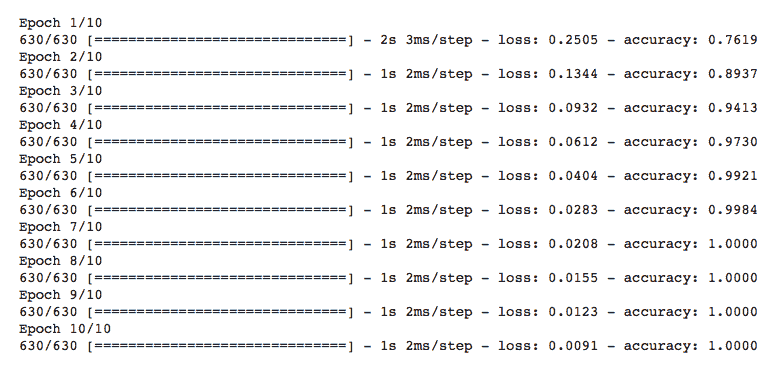 Epoch 1/10
630/630 [==============================] - 2s 3ms/step - loss: 0.2505 - accuracy: 0.7619
Epoch 2/10
630/630 [==============================] - 1s 2ms/step - loss: 0.1344 - accuracy: 0.8937
Epoch 3/10
630/630 [==============================] - 1s 2ms/step - loss: 0.0932 - accuracy: 0.9413
Epoch 4/10
630/630 [==============================] - 1s 2ms/step - loss: 0.0612 - accuracy: 0.9730
Epoch 5/10
630/630 [==============================] - 1s 2ms/step - loss: 0.0404 - accuracy: 0.9921
Epoch 6/10
630/630 [==============================] - 1s 2ms/step - loss: 0.0283 - accuracy: 0.9984
Epoch 7/10
630/630 [==============================] - 1s 2ms/step - loss: 0.0208 - accuracy: 1.0000
Epoch 8/10
630/630 [==============================] - 1s 2ms/step - loss: 0.0155 - accuracy: 1.0000
Epoch 9/10
630/630 [==============================] - 1s 2ms/step - loss: 0.0123 - accuracy: 1.0000
Epoch 10/10
630/630 [==============================] - 1s 2ms/step - loss: 0.0091 - accuracy: 1.0000